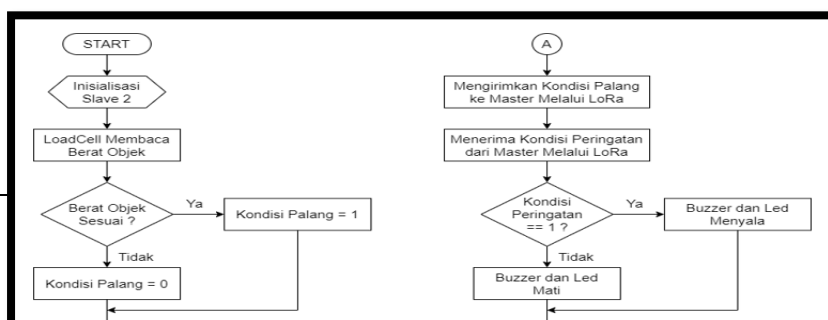 START
Inisialisasi
Slave 2
LoadCell Membaca
Berat Objek
Berat Objek
Sesuai ?
Ya
Kondisi Palang = 1
Tidak
Kondisi Palang = 0
A
Mengirimkan Kondisi Palang
ke Master Melalui LoRa
Menerima Kondisi Peringatan
dari Master Melalui LoRa
Kondisi
Peringatan
== 1 ?
Ya
Buzzer dan Led
Menyala
Tidak
Buzzer dan Led
Mati